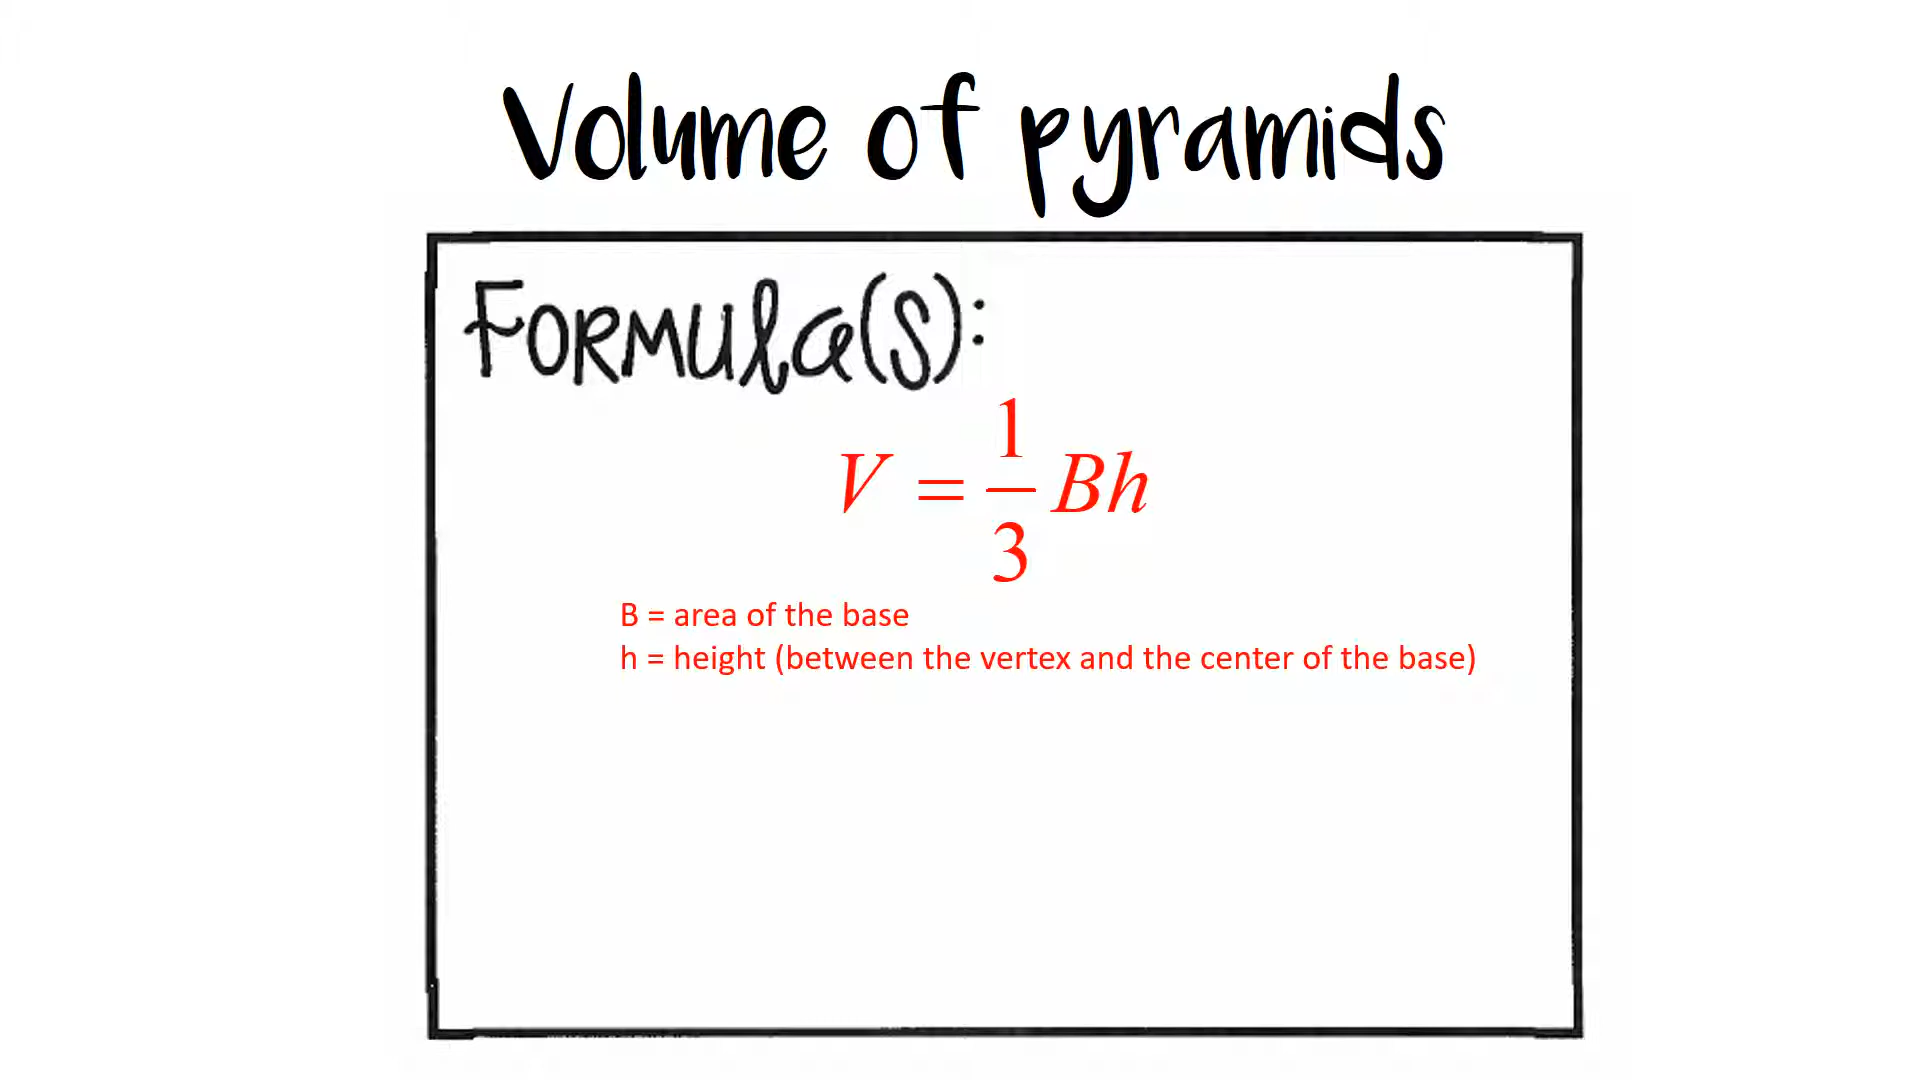 Volume of pyramids
FORMULa(S):
V = 1/3 Bh
B = area of the base
h = height (between the vertex and the center of the base)